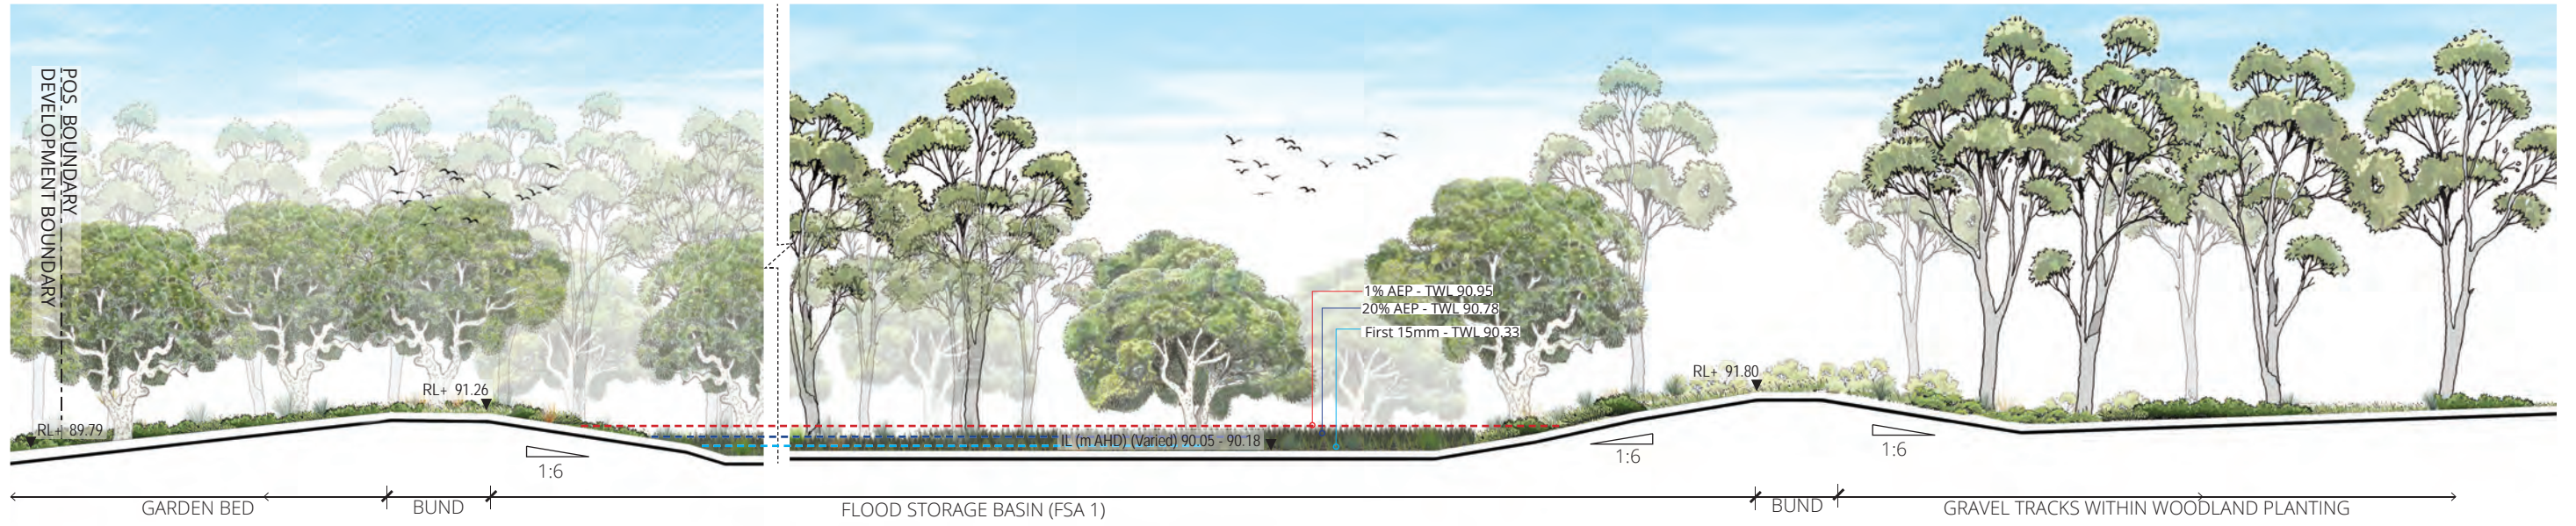 POS BOUNDARY
DEVELOPMENT BOUNDARY
1% AEP - TWL 90.95
20% AEP - TWL 90.78
First 15mm - TWL 90.33
RL+ 91.26
RL+ 91.80
RL+ 89.79
IL (m AHD) (Varied) 90.05 - 90.18
1:6
1:6
1:6
GARDEN BED
BUND
FLOOD STORAGE BASIN (FSA 1)
BUND
GRAVEL TRACKS WITHIN WOODLAND PLANTING